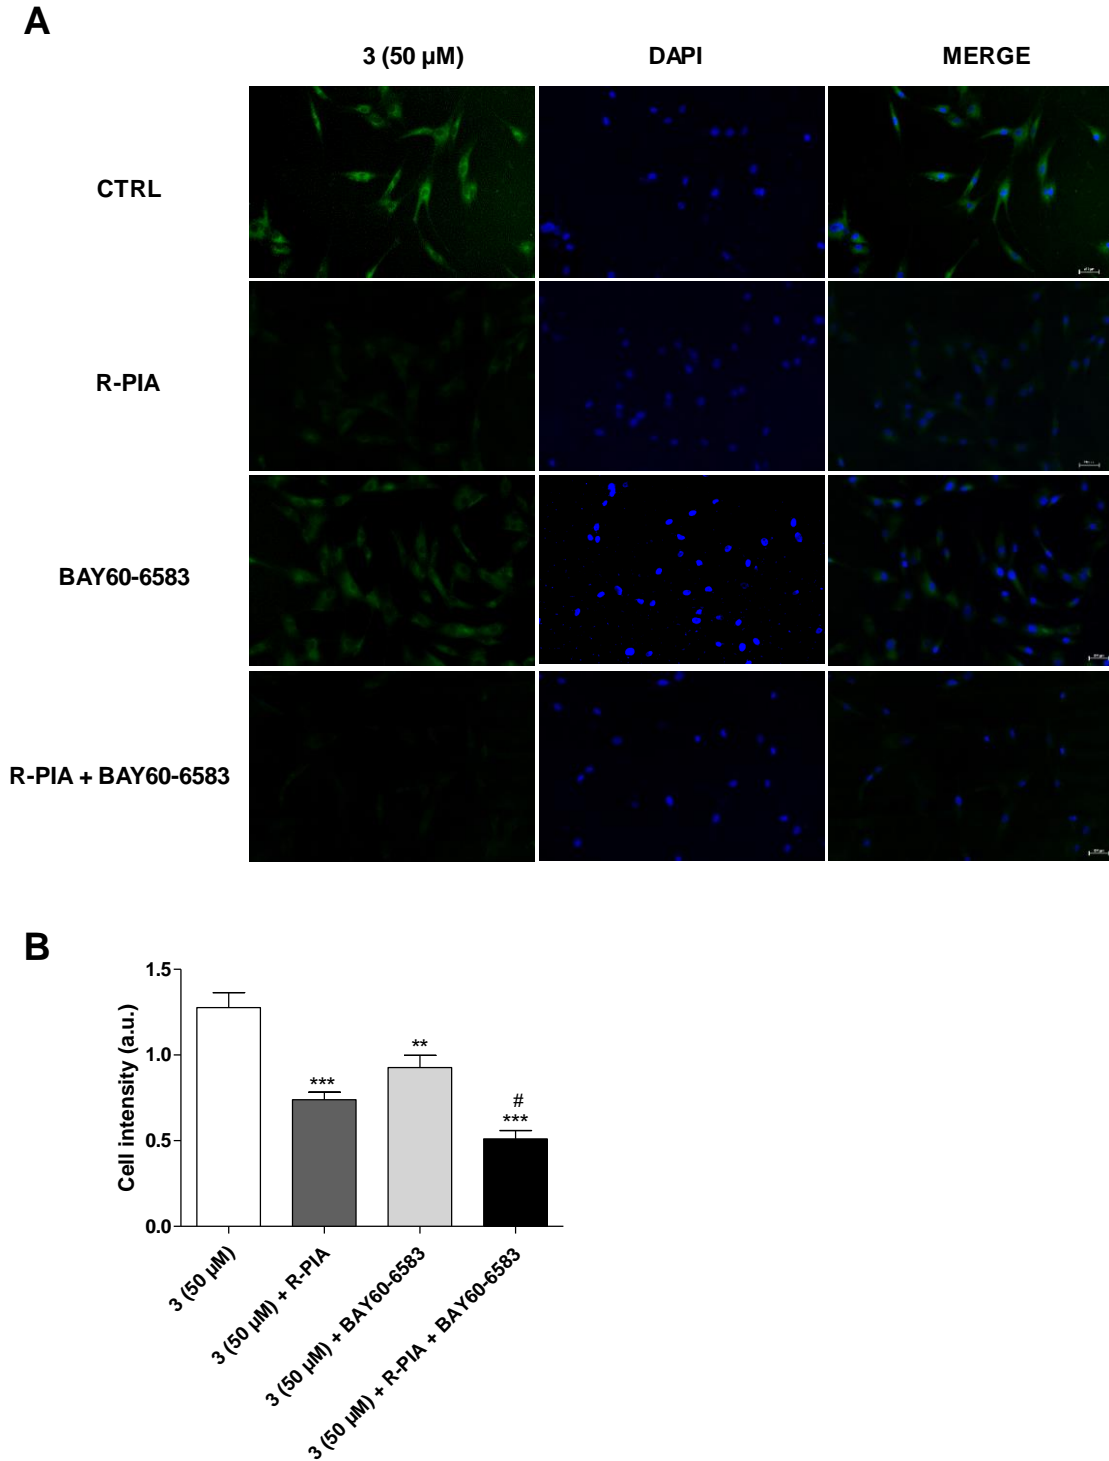 A
3 (50 µM) DAPI MERGE
CTRL
R-PIA
BAY60-6583
R-PIA + BAY60-6583
B
Cell intensity (a.u.)
1.5
1.0
0.5
0.0
***
**
#
***
3 (50 µM)
3 (50 µM) + R-PIA
3 (50 µM) + BAY60-6583
3 (50 µM) + R-PIA + BAY60-6583